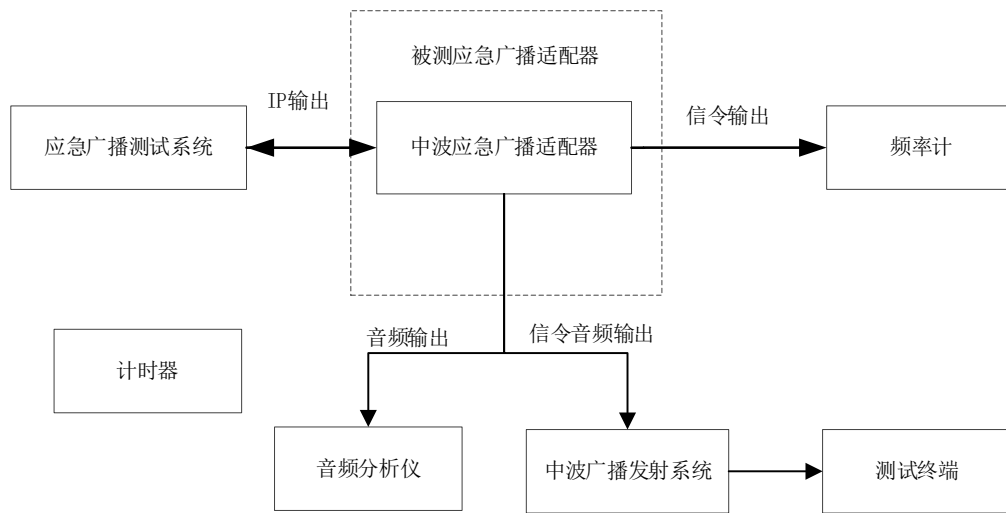 被测应急广播适配器
IP输出
信令输出
应急广播测试系统
中波应急广播适配器
频率计
音频输出
信令音频输出
计时器
音频分析仪
中波广播发射系统
测试终端